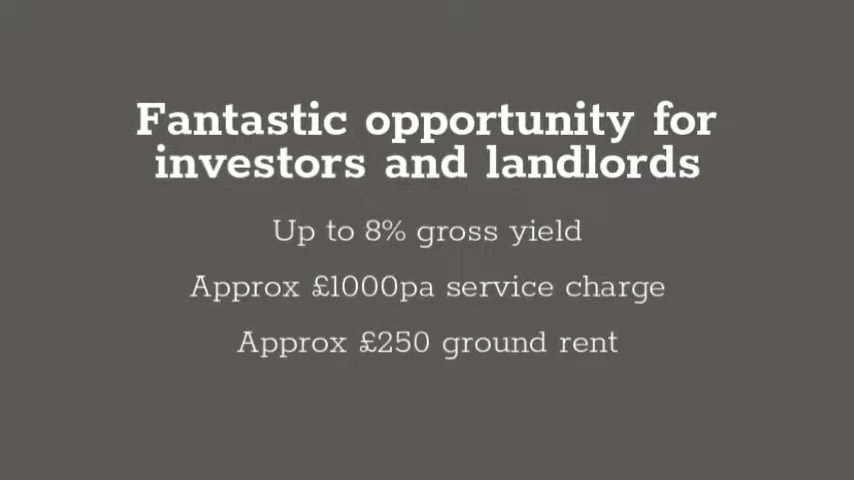 Fantastic opportunity for
investors and landlords
Up to 8% gross yield
Approx £1000pa service charge
Approx £250 ground rent